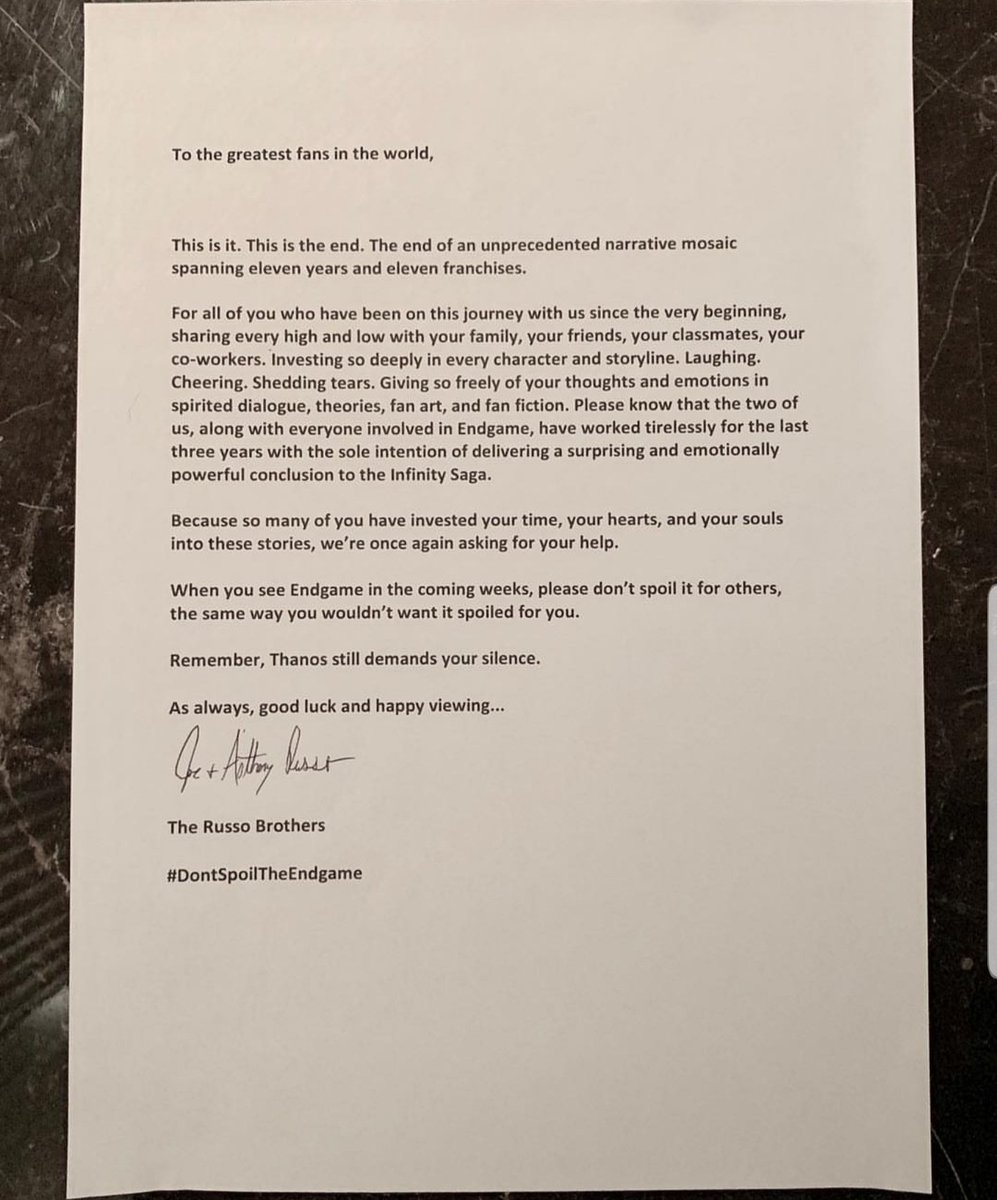 To the greatest fans in the world,
This is it. This is the end. The end of an unprecedented narrative mosaic
spanning eleven years and eleven franchises.
For all of you who have been on this journey with us since the very beginning,
sharing every high and low with your family, your friends, your classmates, your
co-workers. Investing so deeply in every character and storyline. Laughing.
Cheering. Shedding tears. Giving so freely of your thoughts and emotions in
spirited dialogue, theories, fan art, and fan fiction. Please know that the two of
us, along with everyone involved in Endgame, have worked tirelessly for the last
three years with the sole intention of delivering a surprising and emotionally
powerful conclusion to the Infinity Saga.
Because so many of you have invested your time, your hearts, and your souls
into these stories, we’re once again asking for your help.
When you see Endgame in the coming weeks, please don’t spoil it for others,
the same way you wouldn’t want it spoiled for you.
Remember, Thanos still demands your silence.
As always, good luck and happy viewing...
Joe + Anthony Russo
The Russo Brothers
#DontSpoilTheEndgame